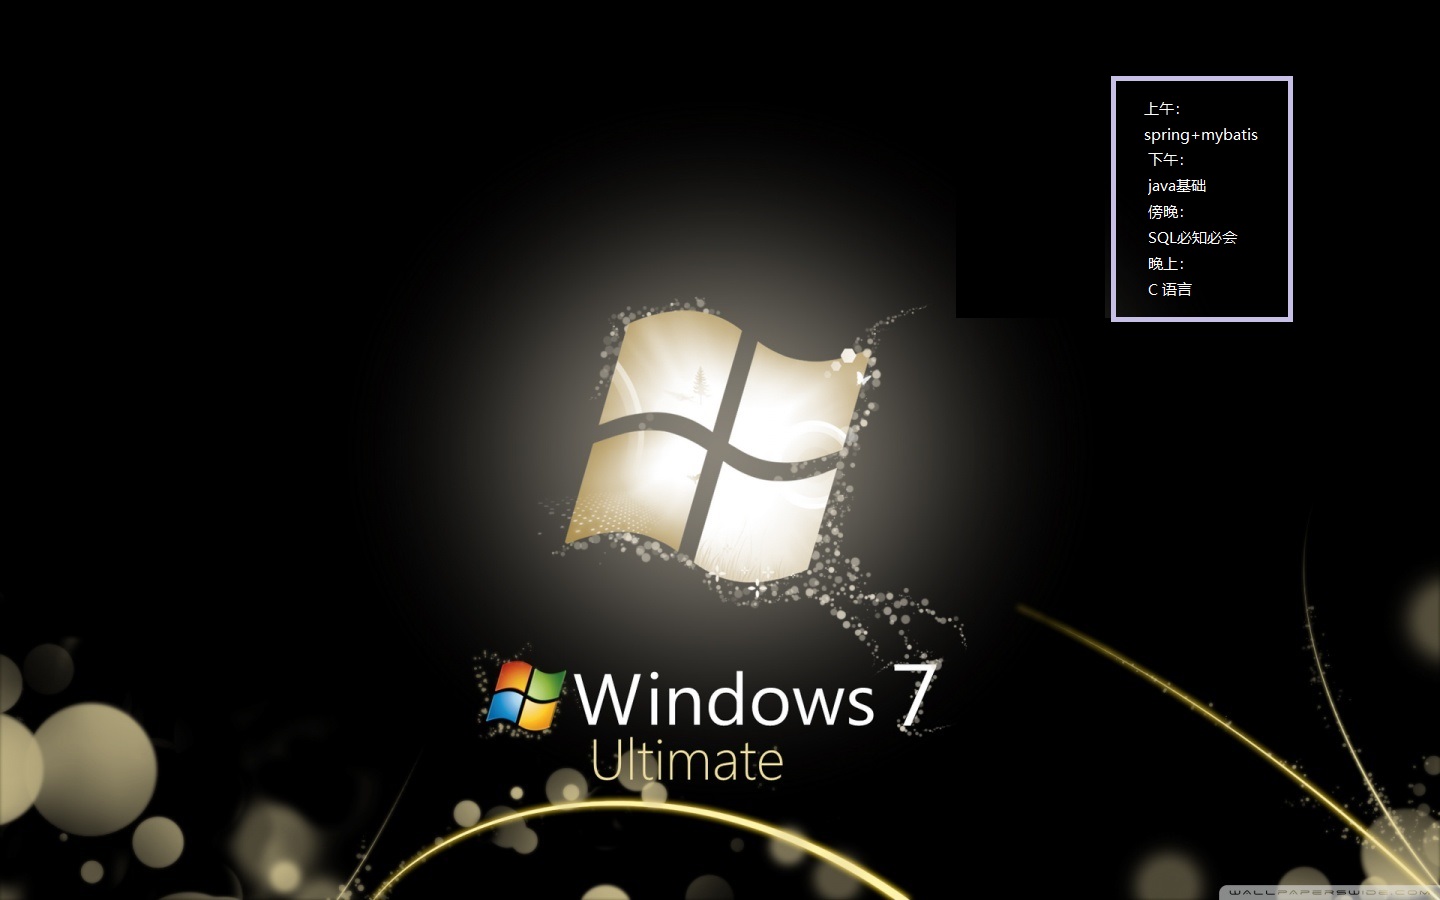 上午：
spring+mybatis
下午：
java基础
傍晚：
SQL必知必会
晚上：
C 语言
Windows 7
Ultimate
WALLPAPERSWIDE.COM